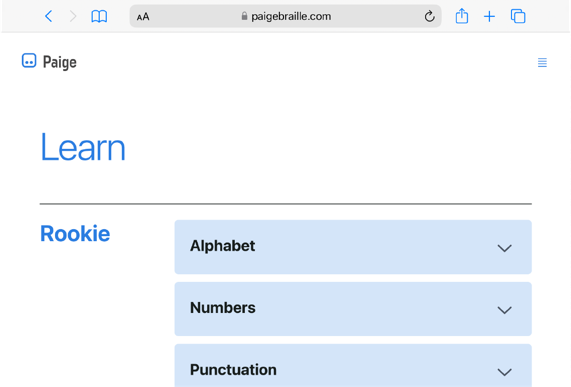 AA
paigebraille.com
Paige
Learn
Rookie
Alphabet
Numbers
Punctuation